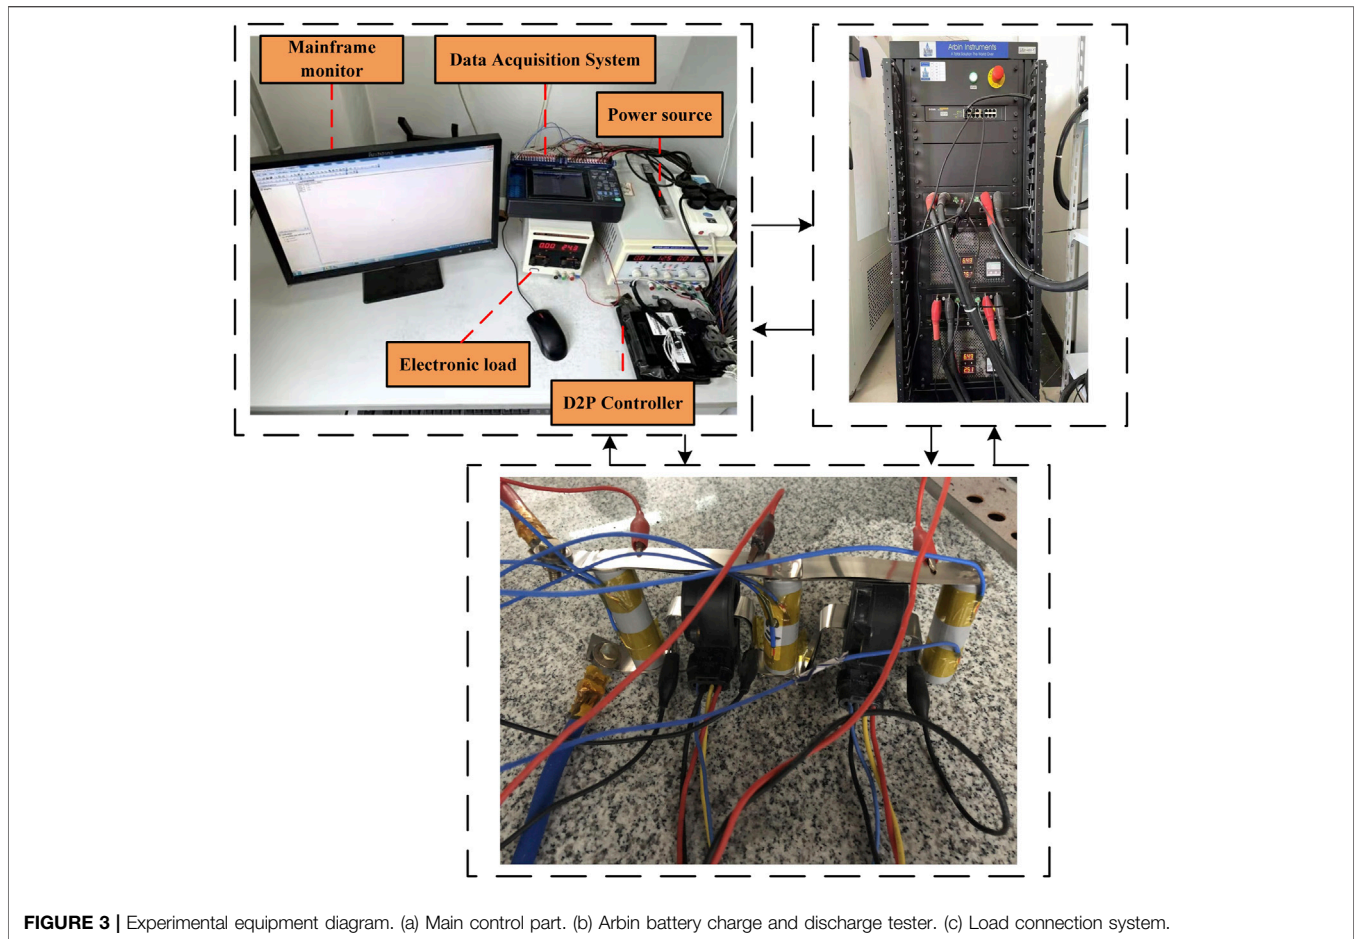 Mainframe
monitor
Data Acquisition System
Power source
Electronic load
D2P Controller
Arbin Instruments
FIGURE 3 | Experimental equipment diagram. (a) Main control part. (b) Arbin battery charge and discharge tester. (c) Load connection system.